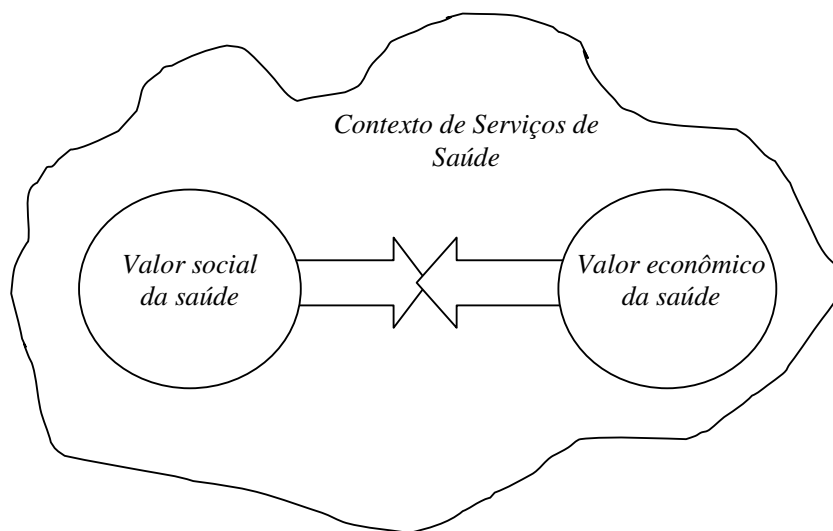 Contexto de Serviços de
Saúde
Valor social
da saúde
Valor econômico
da saúde